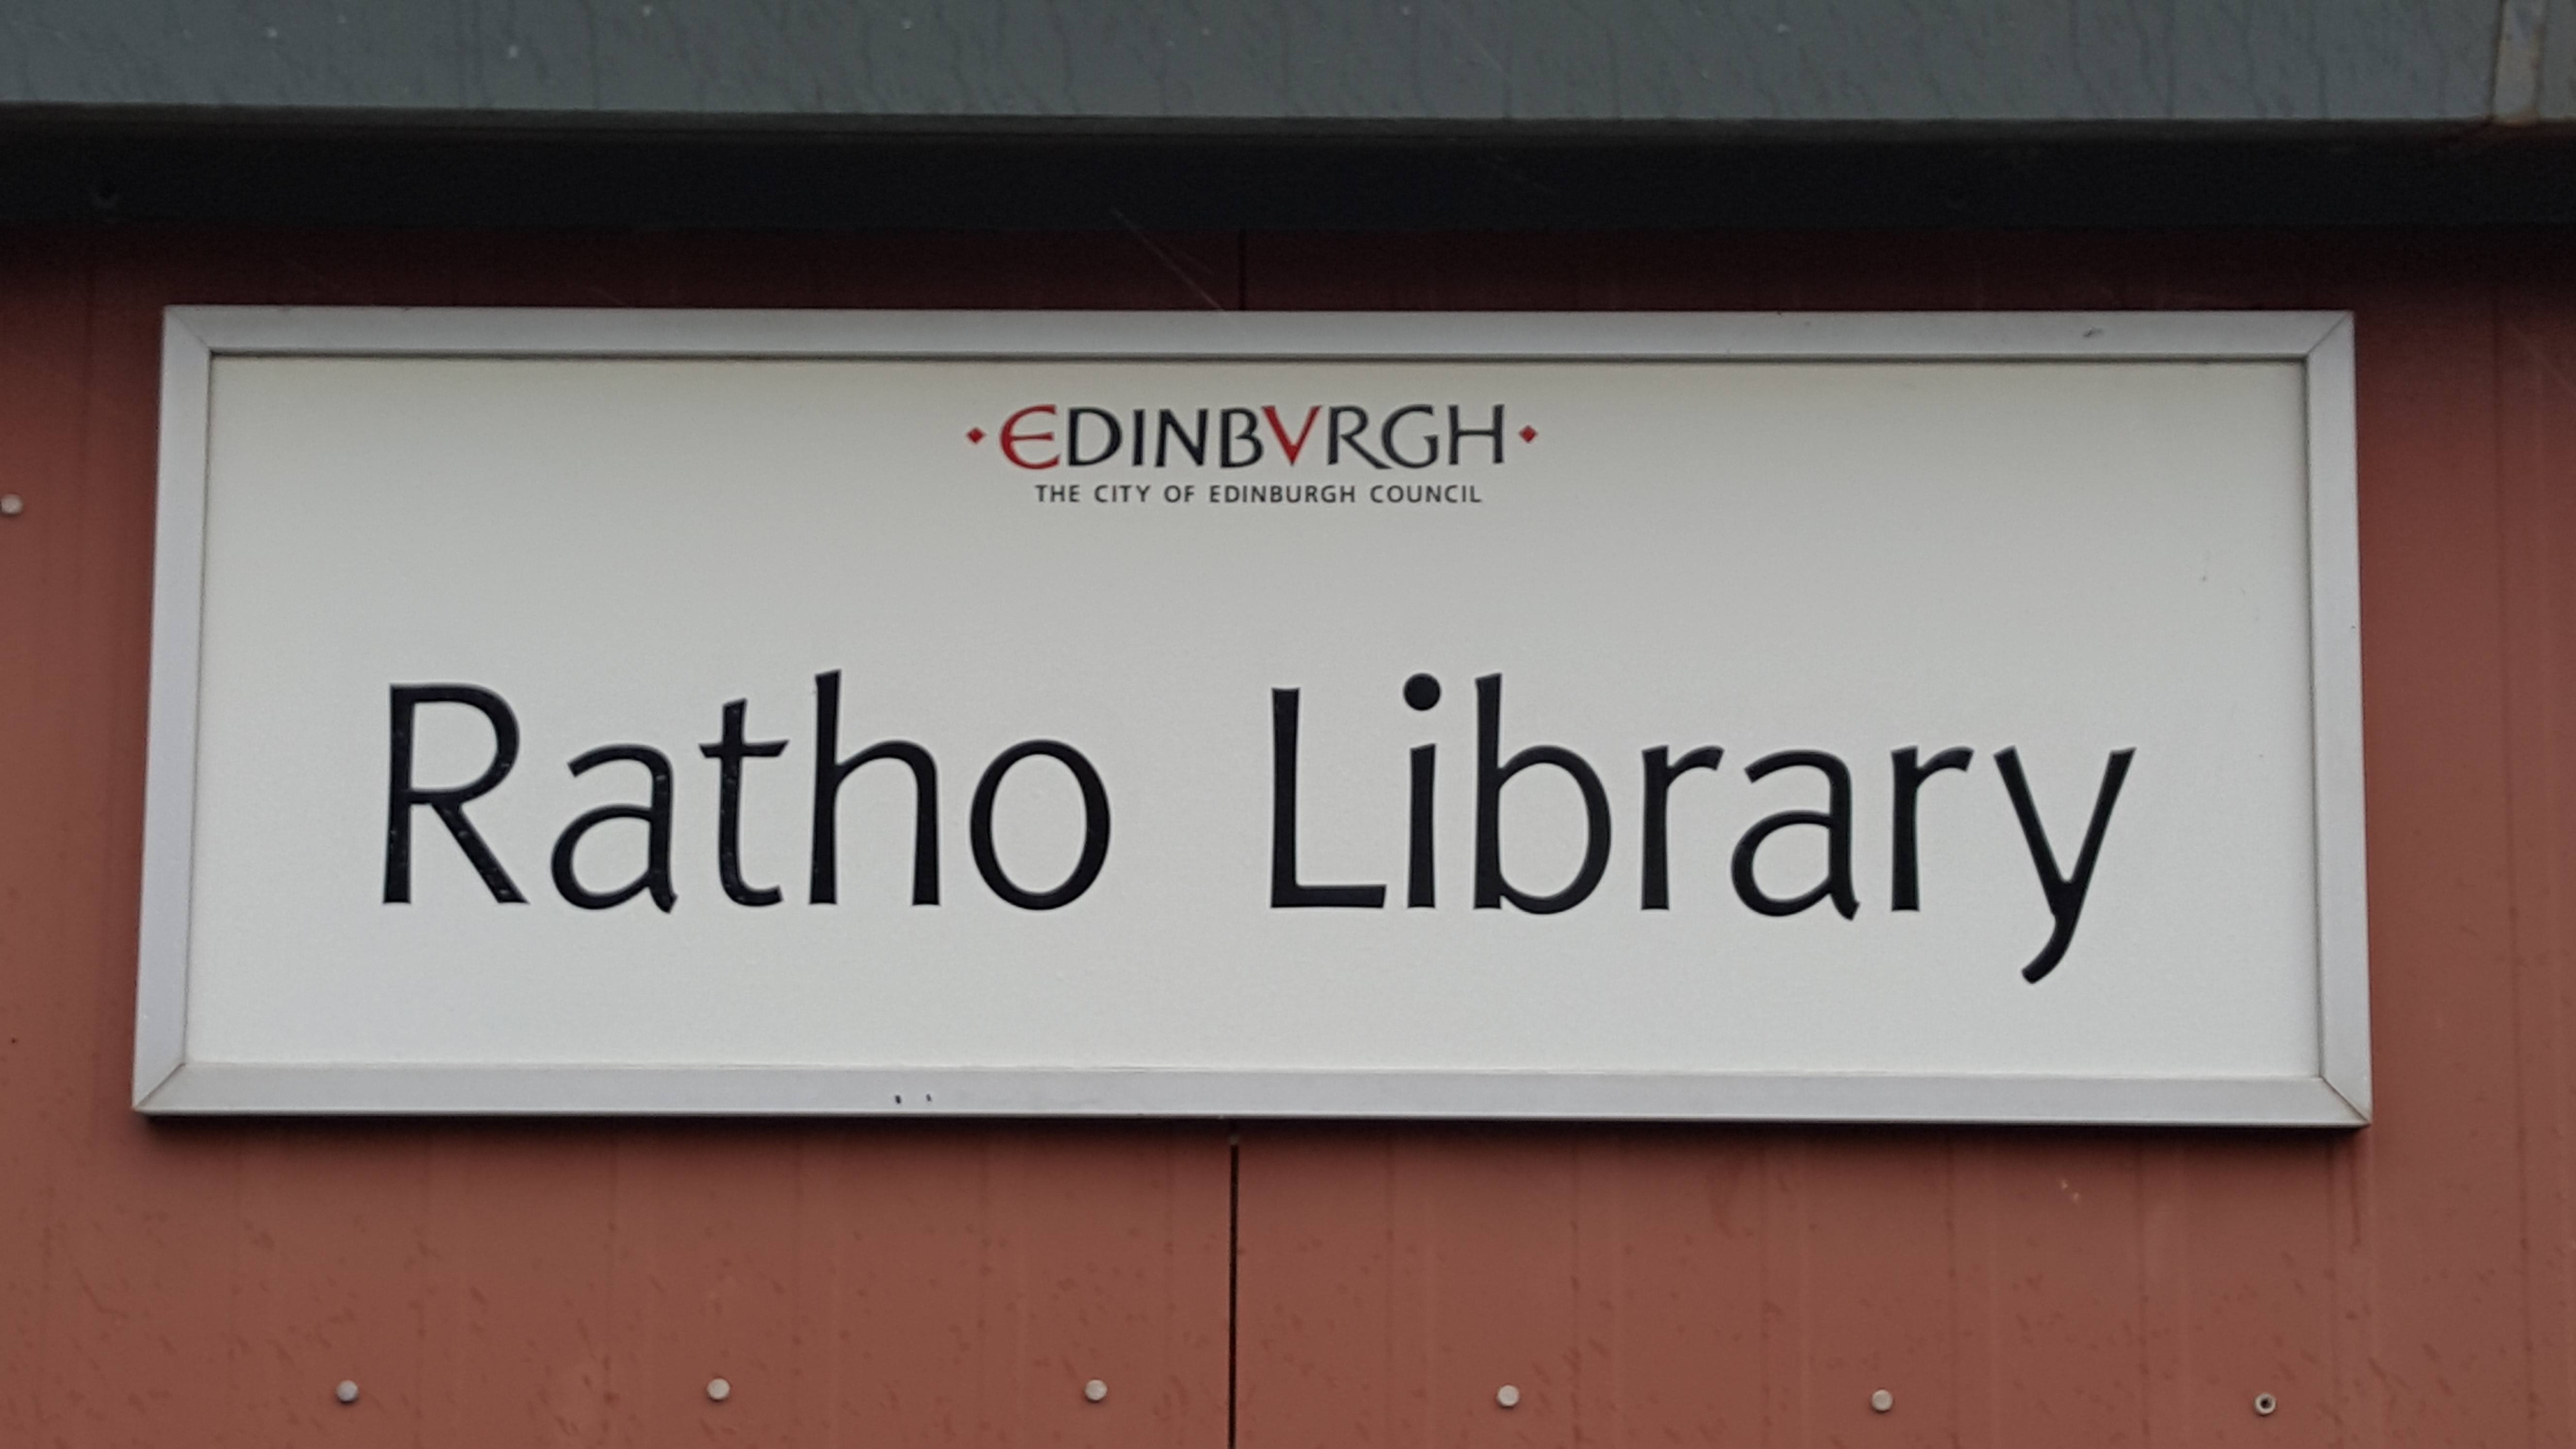 •EDINBVRGH•
THE CITY OF EDINBURGH COUNCIL
Ratho Library